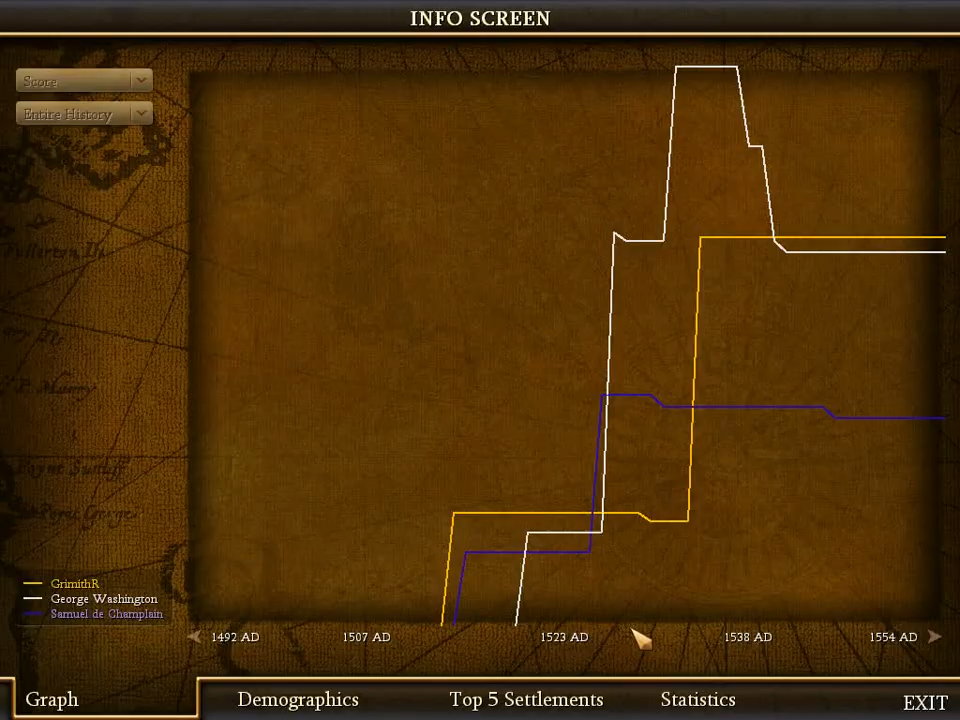 INFO SCREEN
Score
Entire History
Fullerton
GrimithR
George Washington
Samuel de Champlain
1492 AD 1507 AD 1523 AD 1538 AD 1554 AD
Graph Demographics Top 5 Settlements Statistics EXIT